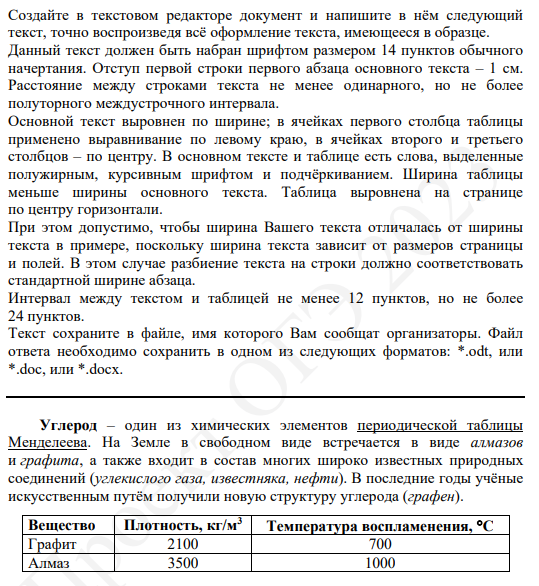 Создайте в текстовом редакторе документ и напишите в нём следующий
текст, точно воспроизведя всё оформление текста, имеющееся в образце.
Данный текст должен быть набран шрифтом размером 14 пунктов обычного
начертания. Отступ первой строки первого абзаца основного текста – 1 см.
Расстояние между строками текста не менее одинарного, но не более
полуторного междустрочного интервала.
Основной текст выровнен по ширине; в ячейках первого столбца таблицы
применено выравнивание по левому краю, в ячейках второго и третьего
столбцов – по центру. В основном тексте и таблице есть слова, выделенные
полужирным, курсивным шрифтом и подчёркиванием. Ширина таблицы
меньше ширины основного текста. Таблица выровнена на странице
по центру горизонтали.
При этом допустимо, чтобы ширина Вашего текста отличалась от ширины
текста в примере, поскольку ширина текста зависит от размеров страницы
и полей. В этом случае разбиение текста на строки должно соответствовать
стандартной ширине абзаца.
Интервал между текстом и таблицей не менее 12 пунктов, но не более
24 пунктов.
Текст сохраните в файле, имя которого Вам сообщат организаторы. Файл
ответа необходимо сохранить в одном из следующих форматов: *.odt, или
*.doc, или *.docx.
Углерод – один из химических элементов периодической таблицы
Менделеева. На Земле в свободном виде встречается в виде алмазов
и графита, а также входит в состав многих широко известных природных
соединений (углекислого газа, известняка, нефти). В последние годы учёные
искусственным путём получили новую структуру углерода (графен).
Вещество Плотность, кг/м³ Температура воспламенения, °С
Графит 2100 700
Алмаз 3500 1000